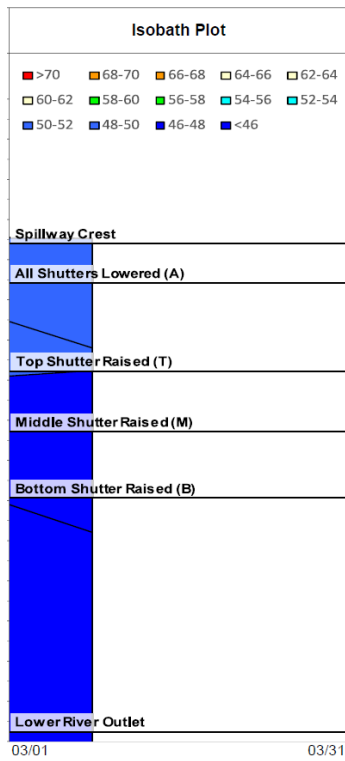 Isobath Plot
>70 68-70 66-68 64-66 62-64
60-62 58-60 56-58 54-56 52-54
50-52 48-50 46-48 <46
Spillway Crest
All Shutters Lowered (A)
Top Shutter Raised (T)
Middle Shutter Raised (M)
Bottom Shutter Raised (B)
Lower River Outlet
03/01 03/31